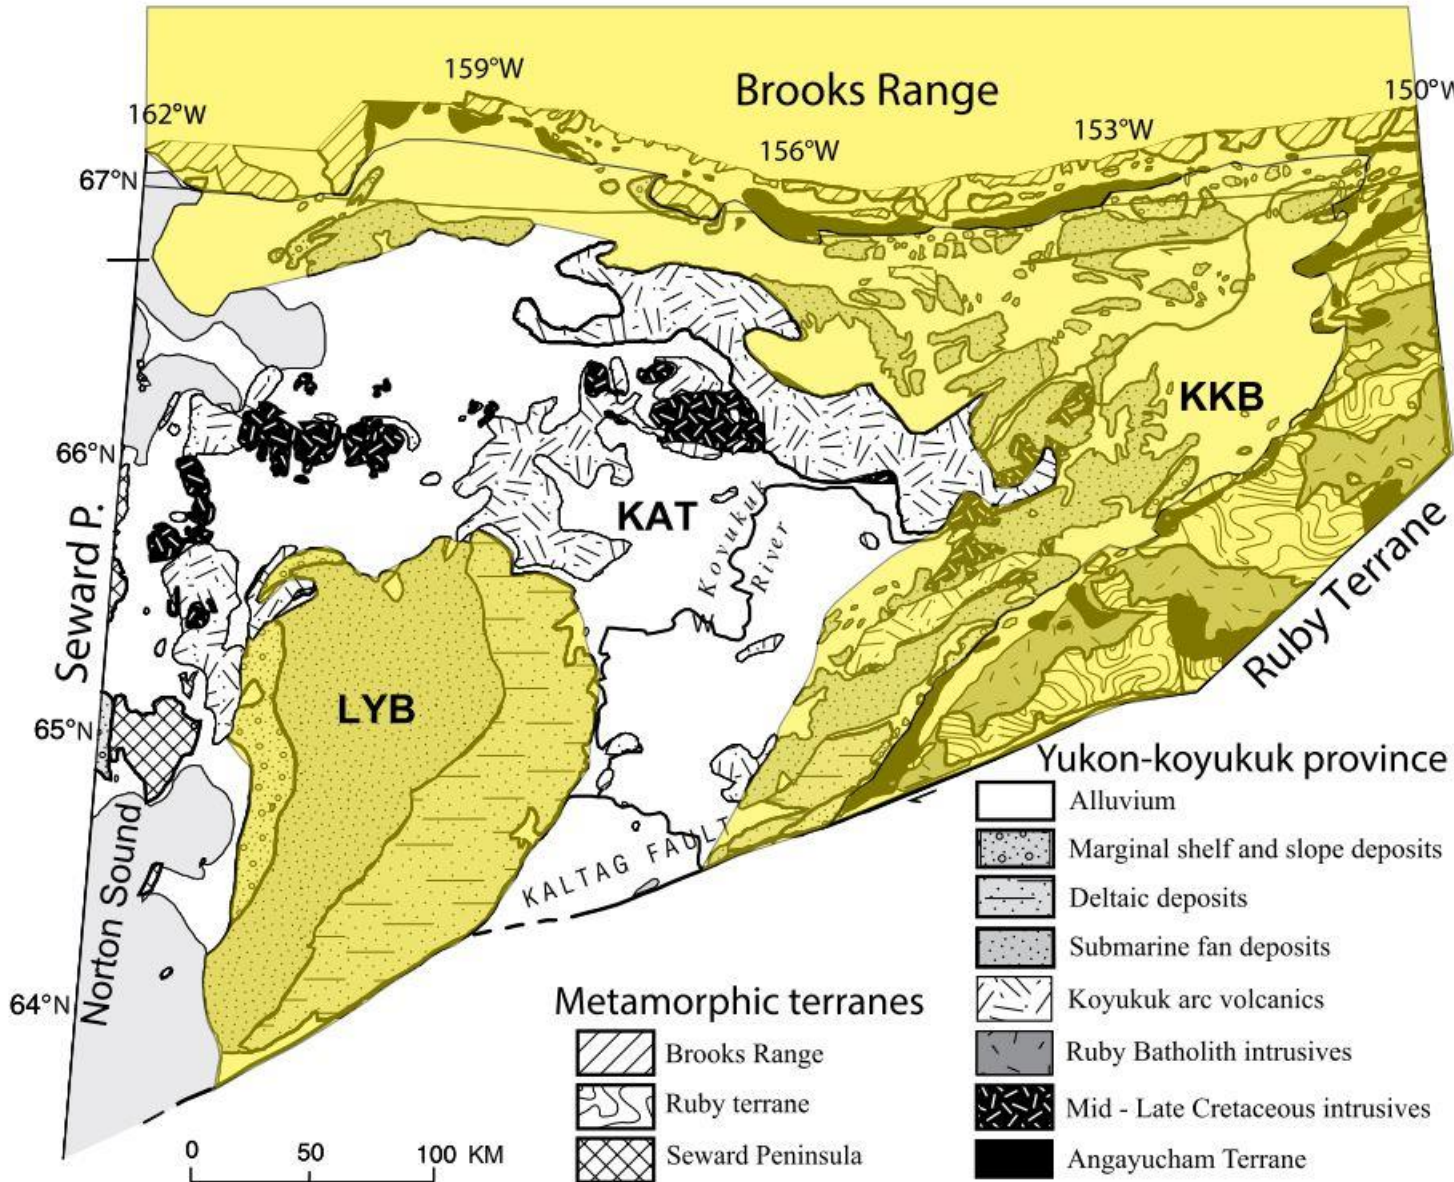 159°W
Brooks Range
150°W
162°W
153°W
156°W
67°N
KKB
66°N
KAT
Koyukuk
River
Seward P.
Ruby Terrane
LYB
65°N
Yukon-koyukuk province
Alluvium
KALTAG FAULT
Marginal shelf and slope deposits
Deltaic deposits
Norton Sound
Submarine fan deposits
64°N
Metamorphic terranes
Koyukuk arc volcanics
Brooks Range
Ruby Batholith intrusives
Ruby terrane
Mid - Late Cretaceous intrusives
0 50 100 KM
Seward Peninsula
Angayucham Terrane